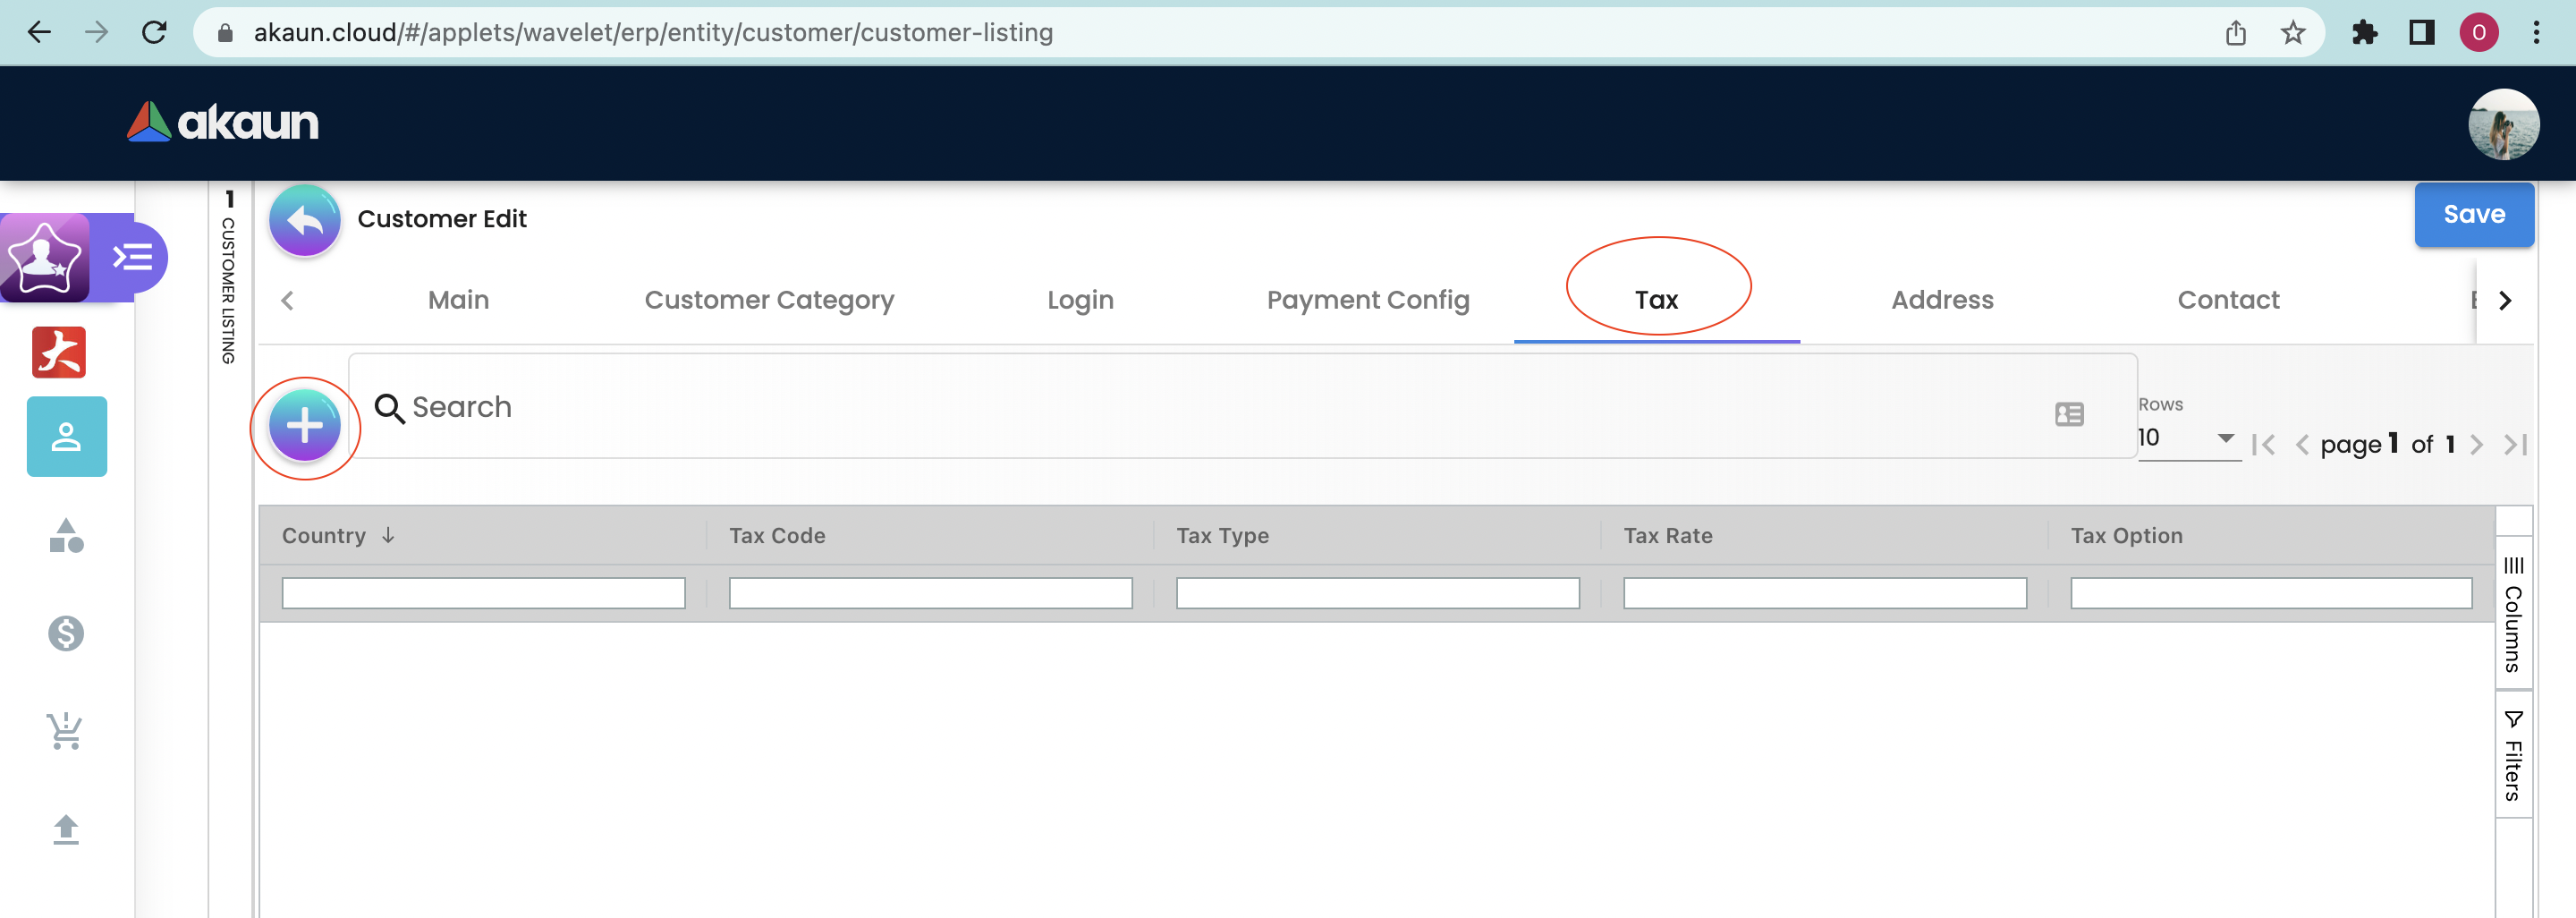 akaun.cloud/#/applets/wavelet/erp/entity/customer/customer-listing
O
akaun
1
CUSTOMER LISTING
Customer Edit
Save
Main
Customer Category
Login
Payment Config
Tax
Address
Contact
Search
Rows
10
page 1 of 1
Country
Tax Code
Tax Type
Tax Rate
Tax Option
Columns
Filters